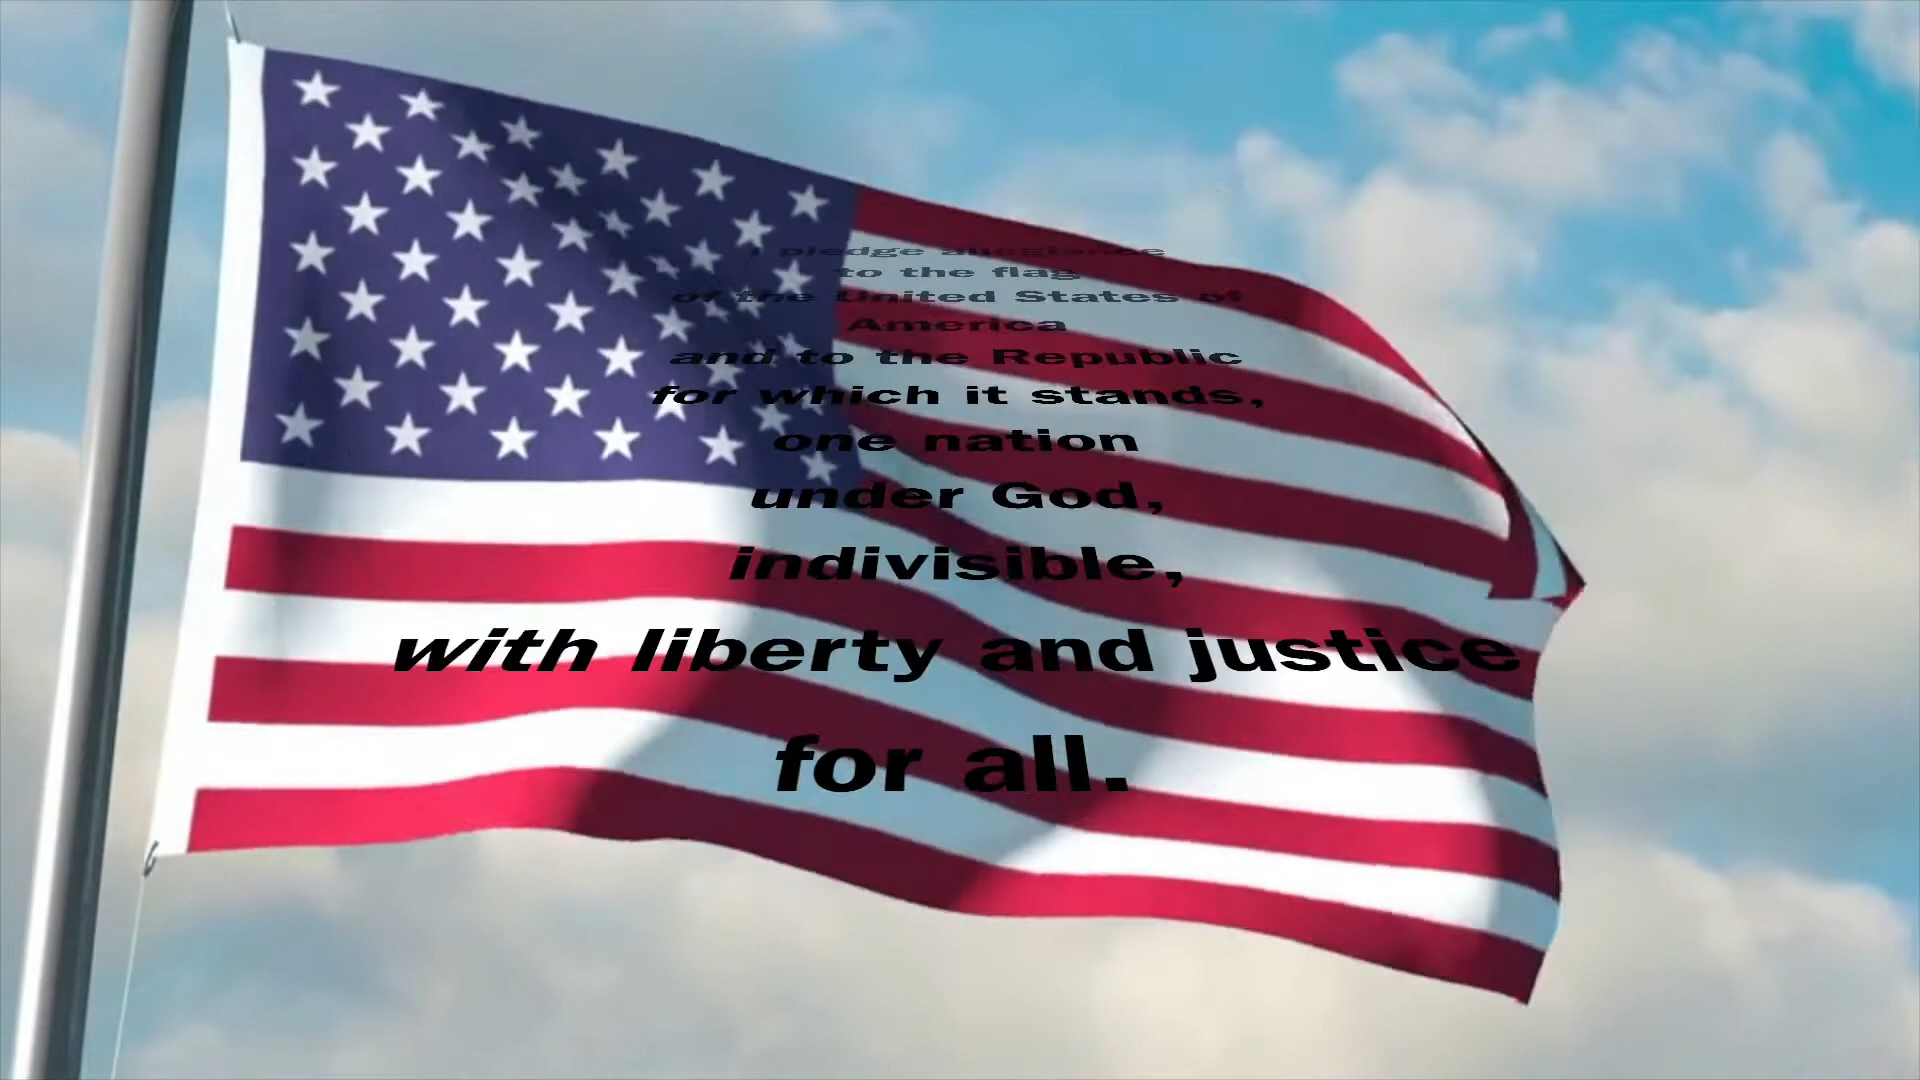 I pledge allegiance
to the flag
of the United States of
America
and to the Republic
for which it stands,
one nation
under God,
indivisible,
with liberty and justice
for all.